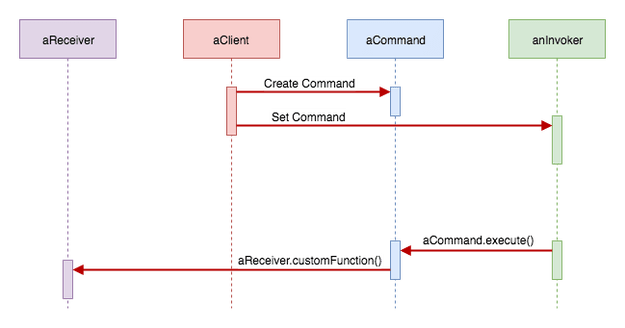 aReceiver
aClient
aCommand
anInvoker
Create Command
Set Command
aCommand.execute()
aReceiver.customFunction()